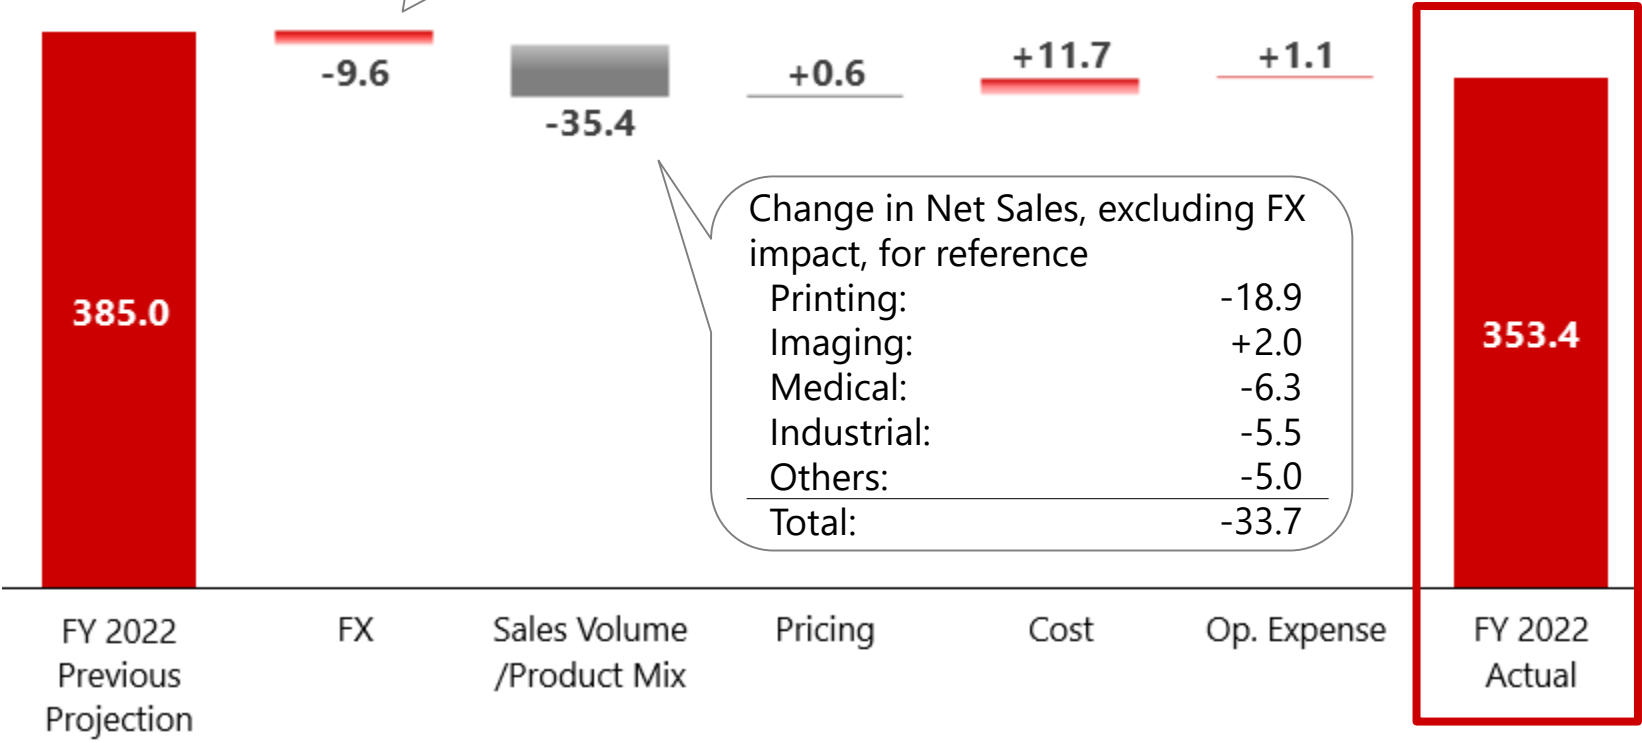 -9.6
-35.4
+0.6
+11.7
+1.1
385.0
353.4
Change in Net Sales, excluding FX
impact, for reference
Printing: -18.9
Imaging: +2.0
Medical: -6.3
Industrial: -5.5
Others: -5.0
Total: -33.7
FY 2022
Previous
Projection
FX
Sales Volume
/Product Mix
Pricing
Cost
Op. Expense
FY 2022
Actual